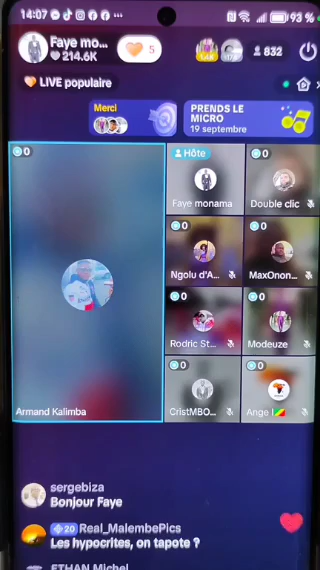 14:07
93 %
Faye mo...
214.6K
5
832
LIVE populaire
Merci
PRENDS LE
MICRO
19 septembre
0
Armand Kalimba
Hôte
Faye monama
0
Double clic
0
Ngolu d'A...
0
MaxOnon...
0
Rodric St...
0
Modeuze
0
CristMBO...
0
Ange
sergebiza
Bonjour Faye
20 Real_MalembePics
Les hypocrites, on tapote ?
ETHAN Michel